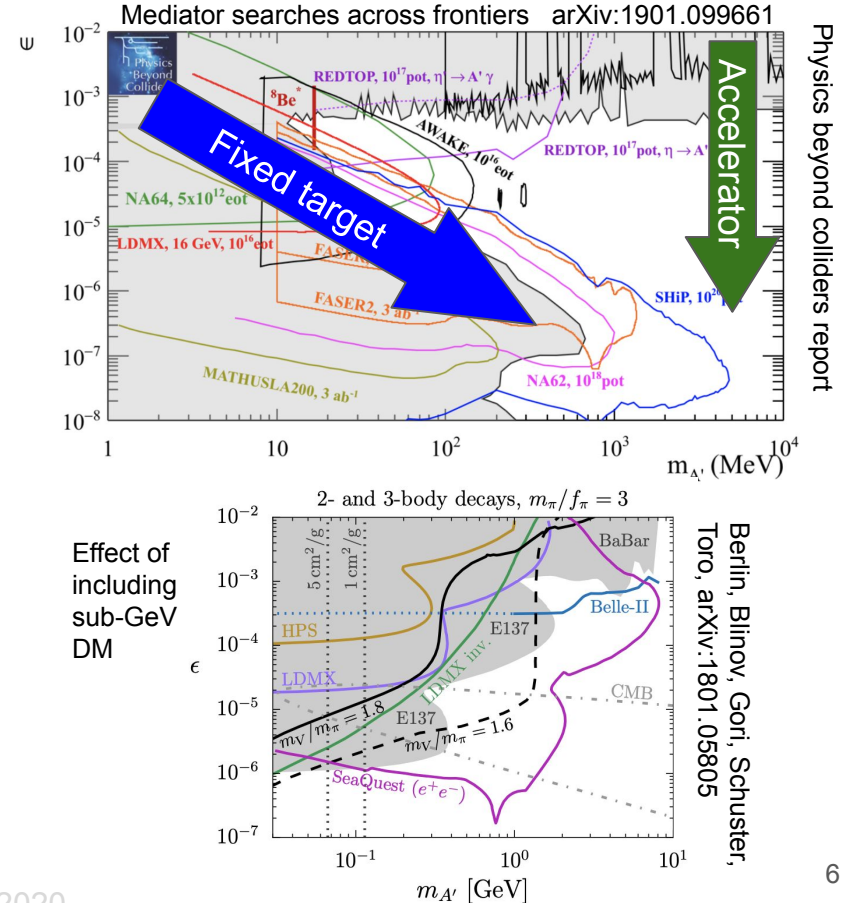 Mediator searches across frontiers arXiv:1901.099661
∈
Physics
Beyond
10⁻²
10⁻³
10⁻⁴
10⁻⁵
10⁻⁶
10⁻⁷
10⁻⁸
REDTOP, 10¹⁷pot, η'→A' γ
⁸Be*
AWAKE, 10¹⁶eot
REDTOP, 10¹⁷pot, η→A'
NA64, 5x10¹²eot
LDMX, 16 GeV, 10¹⁶eot
FASER2, 3 ab⁻
SHiP, 10²
NA62, 10¹⁸pot
MATHUSLA200, 3 ab⁻¹
Fixed target
Accelerator
Physics beyond colliders report
1 10 10² 10³ 10⁴
m_A' (MeV)
2- and 3-body decays, m_π/f_π = 3
Effect of
including
sub-GeV
DM
ϵ
10⁻²
10⁻³
10⁻⁴
10⁻⁵
10⁻⁶
10⁻⁷
5 cm²/g
1 cm²/g
BaBar
Belle-II
HPS
E137
LDMX
LDMX inv.
CMB
E137
m_V/m_π = 1.8
m_V/m_π = 1.6
SeaQuest (e⁺e⁻)
10⁻¹ 10⁰ 10¹
m_A' [GeV]
Berlin, Blinov, Gori, Schuster,
Toro, arXiv:1801.05805
6
2020